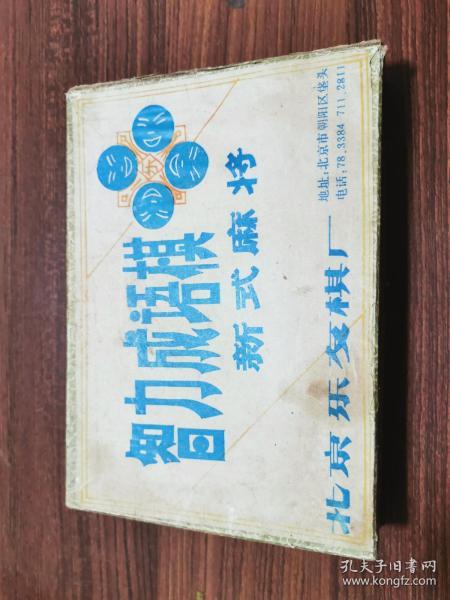 乐
智力成语棋
新式麻将
北京乐友棋厂
地址:北京市朝阳区垡头
电话:78.3384 711.2811
孔夫子旧书网
www.kongfz.com